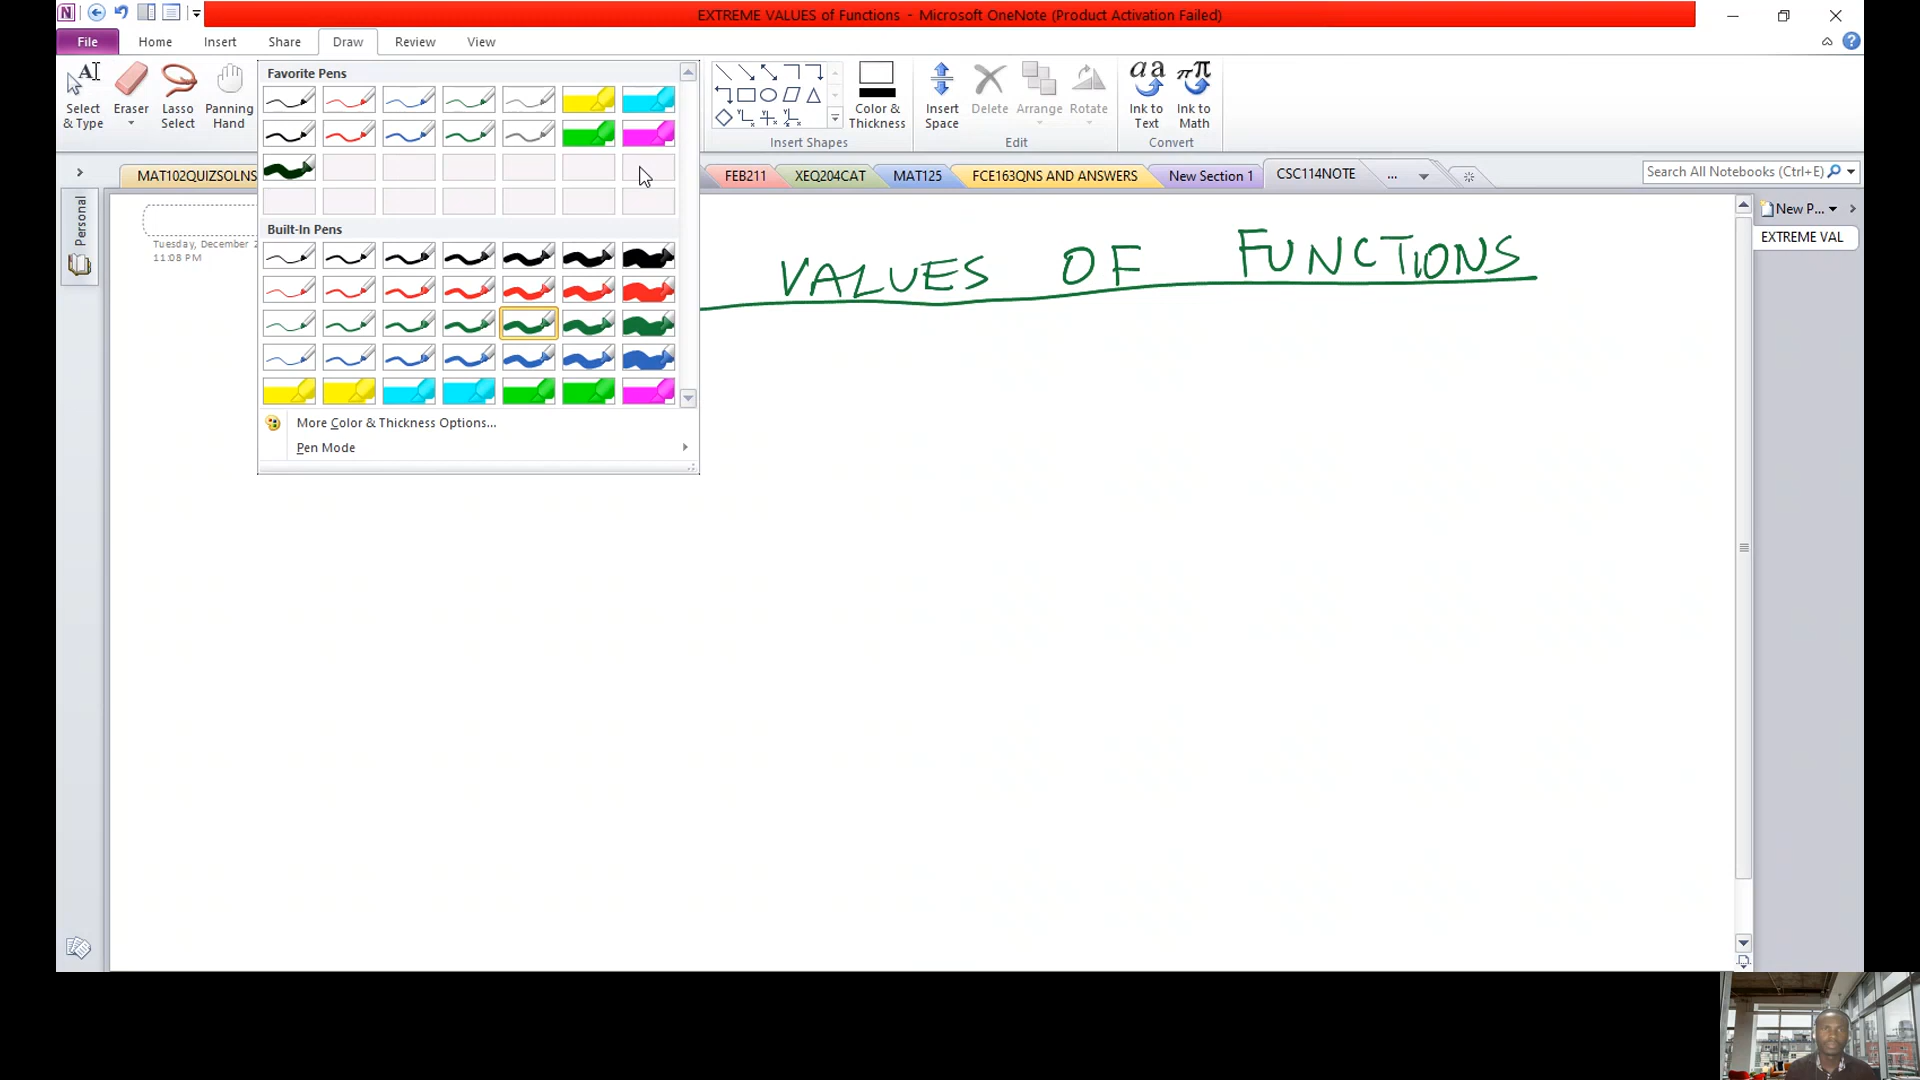 EXTREME VALUES of Functions - Microsoft OneNote (Product Activation Failed)
File Home Insert Share Draw Review View
Select & Type
Eraser
Lasso Select
Panning Hand
Favorite Pens
Built-In Pens
More Color & Thickness Options...
Pen Mode
Color & Thickness
Insert Shapes
Insert Space
Delete
Arrange
Rotate
Edit
Ink to Text
Ink to Math
Convert
MAT102QUIZSOLNS FEB211 XEQ204CAT MAT125 FCE163QNS AND ANSWERS New Section 1 CSC114NOTE ...
Search All Notebooks (Ctrl+E)
Personal
Tuesday, December 2
11:08 PM
VALUES OF FUNCTIONS
New P...
EXTREME VAL